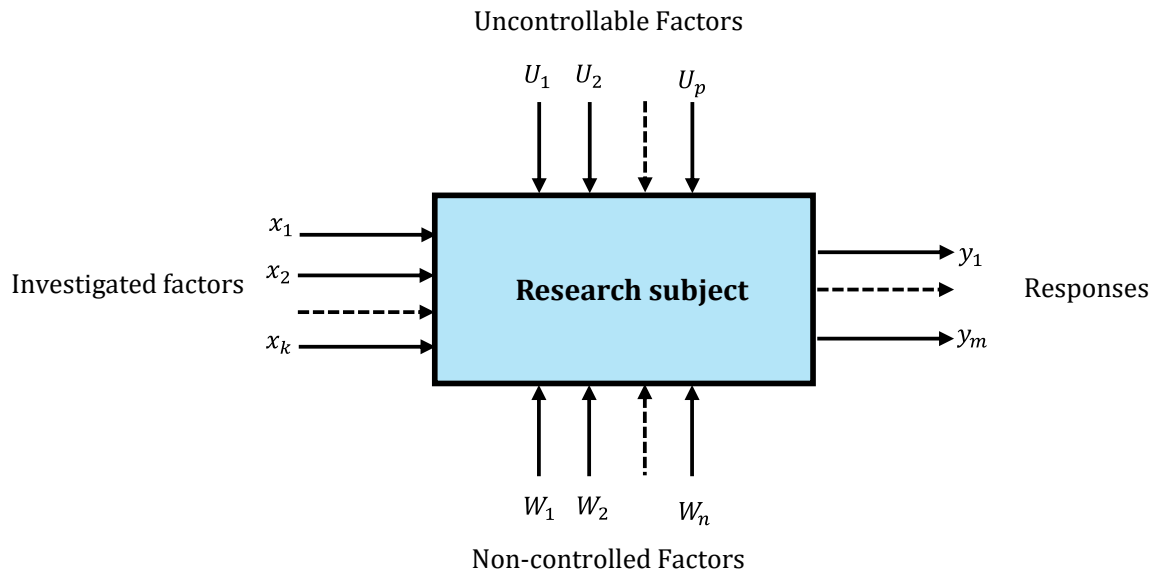 Uncontrollable Factors
U₁ U₂ Uₚ
x₁
x₂
Investigated factors
xₖ
Research subject
y₁
Responses
yₘ
W₁ W₂ Wₙ
Non-controlled Factors